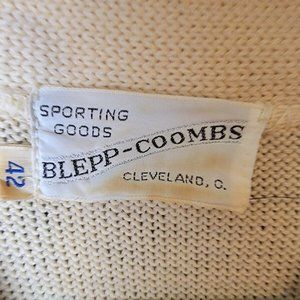 SPORTING
GOODS
BLEPP-COOMBS
CLEVELAND, O.
42